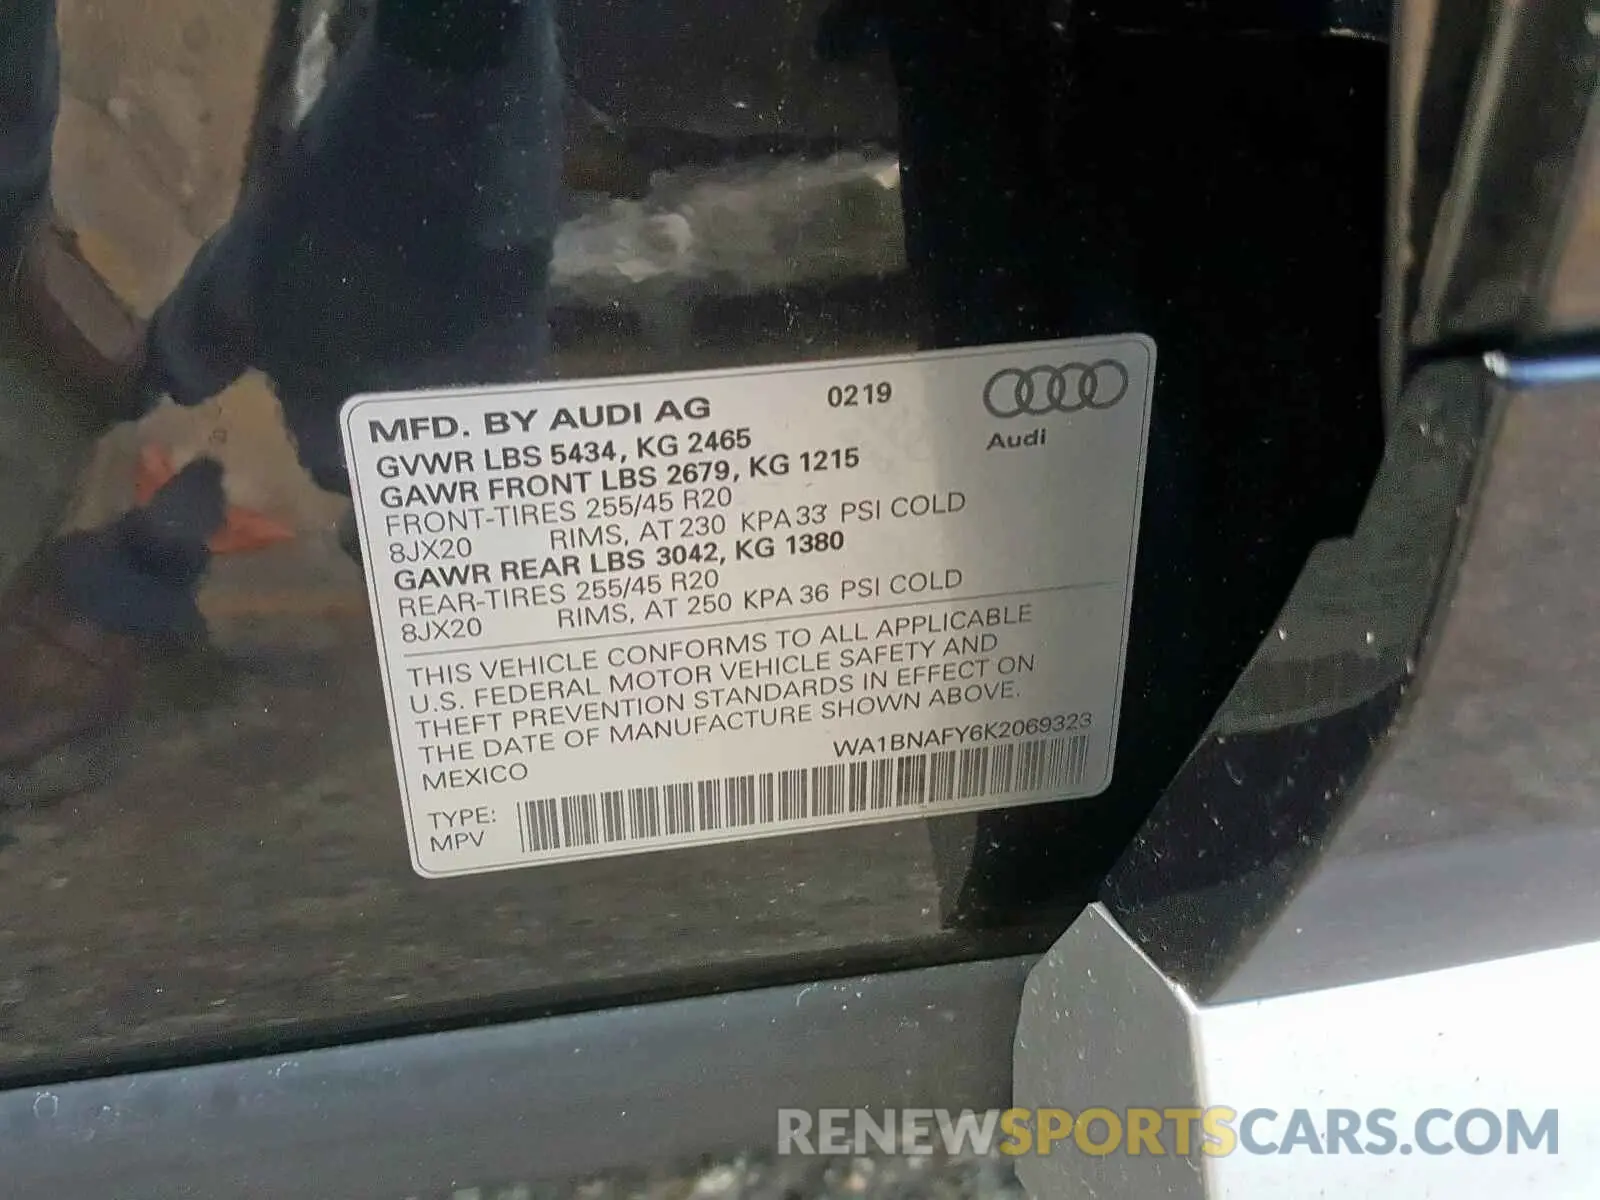 MFD. BY AUDI AG 0219
Audi
GVWR LBS 5434, KG 2465
GAWR FRONT LBS 2679, KG 1215
FRONT-TIRES 255/45 R20
8JX20 RIMS, AT 230 KPA 33 PSI COLD
GAWR REAR LBS 3042, KG 1380
REAR-TIRES 255/45 R20
8JX20 RIMS, AT 250 KPA 36 PSI COLD
THIS VEHICLE CONFORMS TO ALL APPLICABLE
U.S. FEDERAL MOTOR VEHICLE SAFETY AND
THEFT PREVENTION STANDARDS IN EFFECT ON
THE DATE OF MANUFACTURE SHOWN ABOVE.
MEXICO WA1BNAFY6K2069323
TYPE:
MPV
RENEWSPORTSCARS.COM